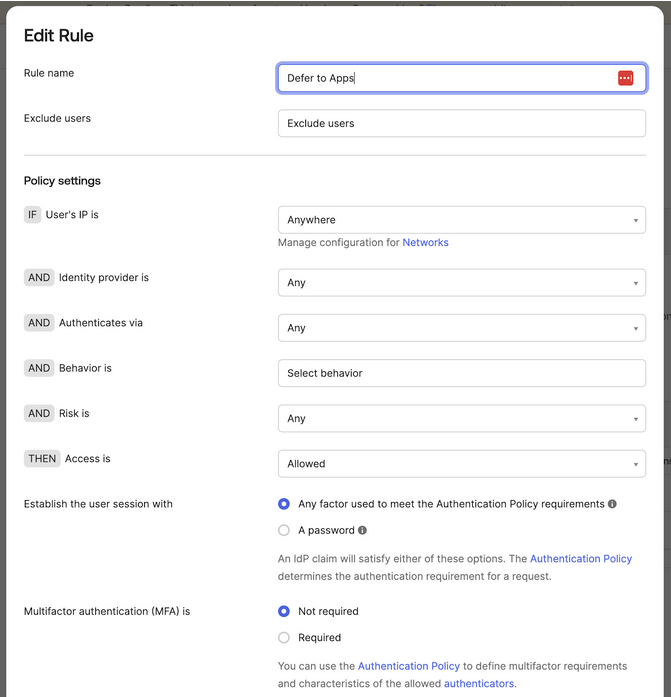 Edit Rule
Rule name
Defer to Apps
Exclude users
Exclude users
Policy settings
IF User's IP is
Anywhere
Manage configuration for Networks
AND Identity provider is
Any
AND Authenticates via
Any
AND Behavior is
Select behavior
AND Risk is
Any
THEN Access is
Allowed
Establish the user session with
Any factor used to meet the Authentication Policy requirements
A password
An IdP claim will satisfy either of these options. The Authentication Policy
determines the authentication requirement for a request.
Multifactor authentication (MFA) is
Not required
Required
You can use the Authentication Policy to define multifactor requirements
and characteristics of the allowed authenticators.